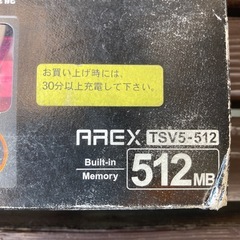 お買い上げ時には、
30分以上充電して下さい。
AREX TSV5-512
Built-in
Memory
512MB